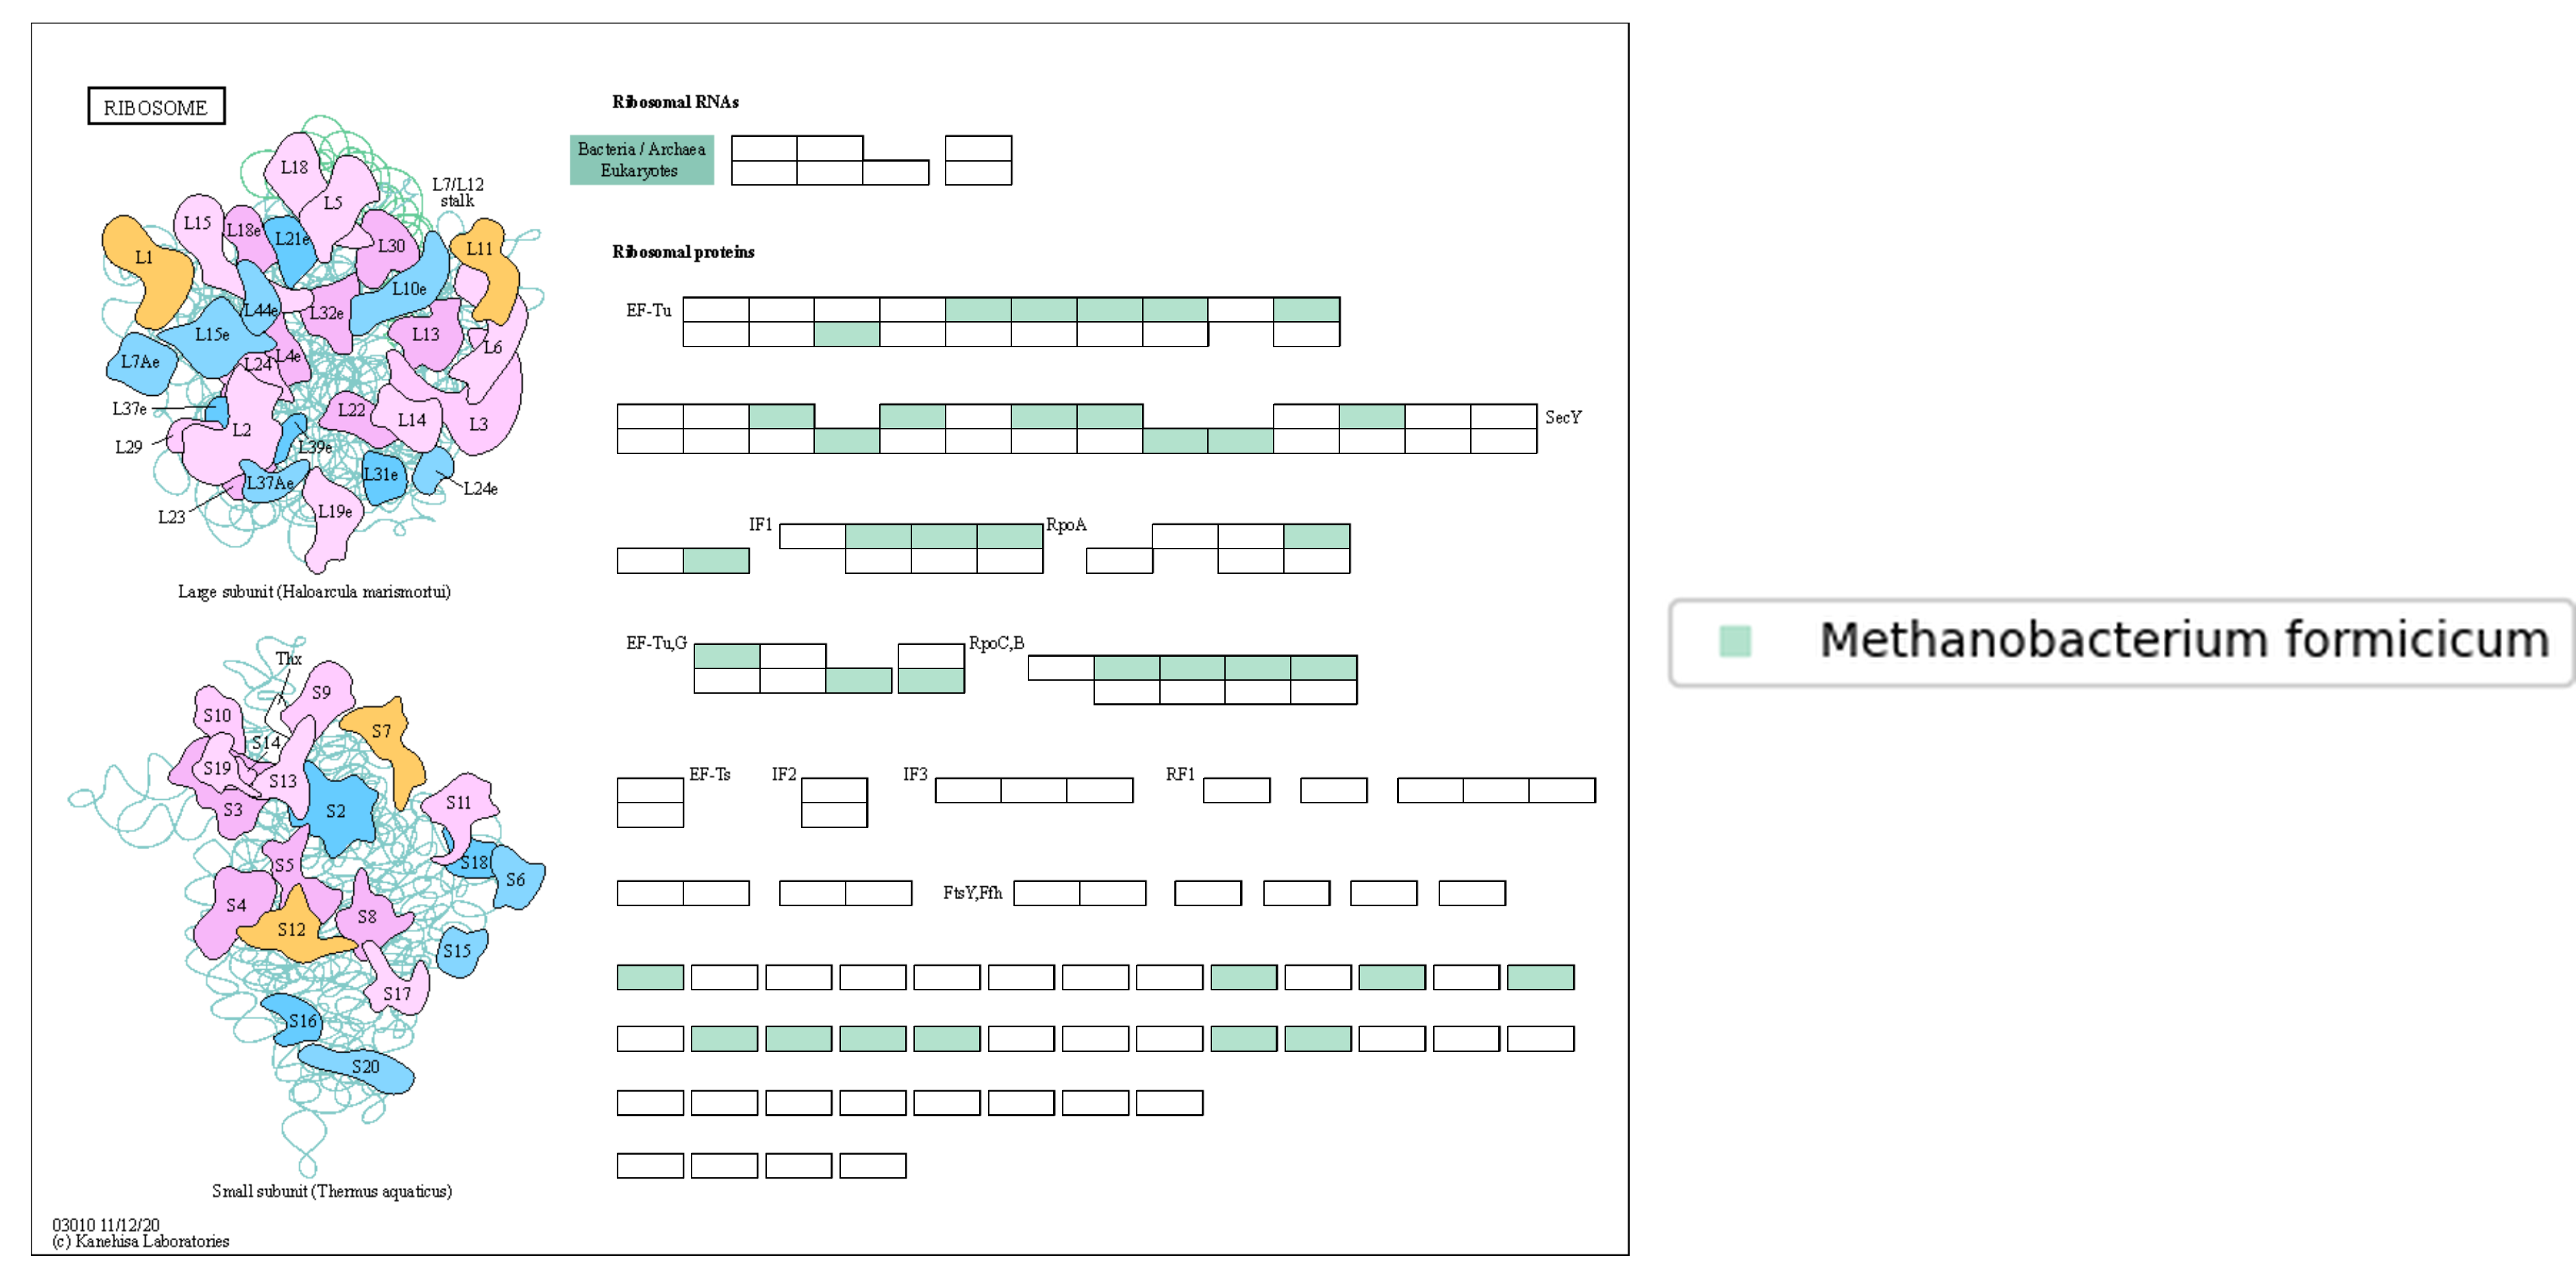 RIBOSOME
Ribosomal RNAs
Bacteria / Archaea
Eukaryotes
L18
L7/L12
stalk
L5
L15
L18e
L21e
L30
L11
L1
L10e
L44e
L32e
L15e
L13
L6
L7Ae
L24
L4e
L37e
L22
L14
L3
L2
L29
L39e
L31e
L37Ae
L24e
L23
L19e
Large subunit (Haloarcula marismortui)
Ribosomal proteins
EF-Tu
SecY
IF1
RpoA
EF-Tu,G
RpoC,B
EF-Ts
IF2
IF3
RF1
FtsY,Ffh
Thx
S9
S10
S7
S14
S19
S13
S11
S3
S2
S5
S18
S6
S4
S8
S12
S15
S17
S16
S20
Small subunit (Thermus aquaticus)
03010 11/12/20
(c) Kanehisa Laboratories
Methanobacterium formicicum